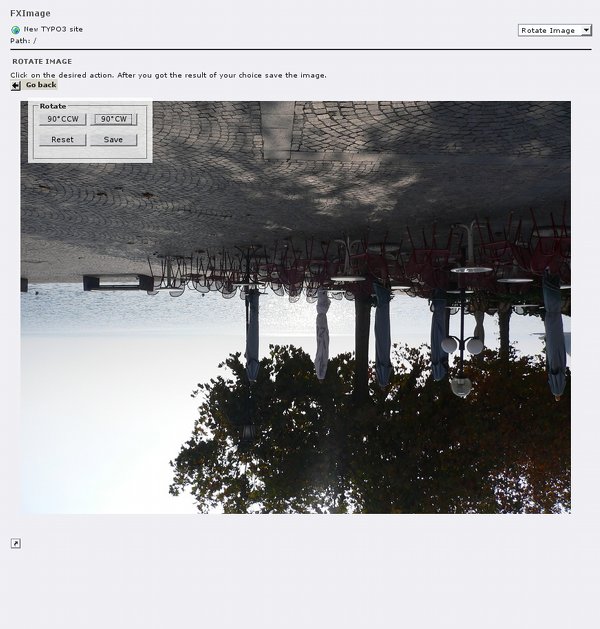 FXImage
New TYPO3 site
Rotate Image
Path: /
ROTATE IMAGE
Click on the desired action. After you got the result of your choice save the image.
Go back
Rotate
90°CCW 90°CW
Reset Save